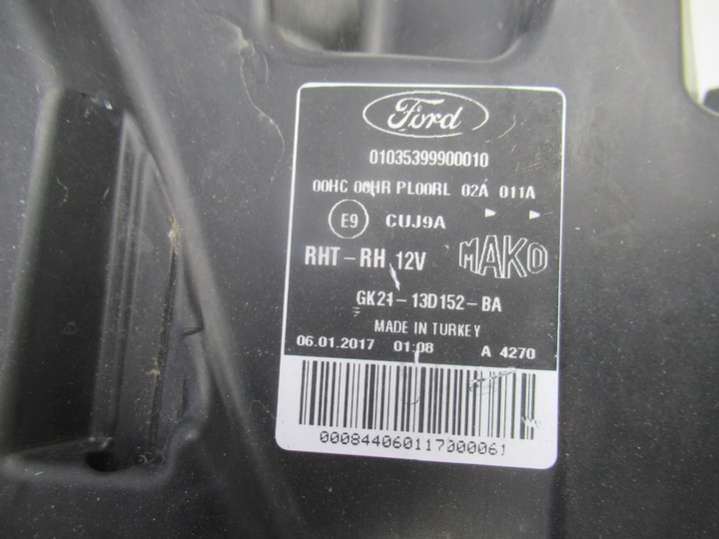 Ford
01035399900010
00HC 00HR PL00RL 02A 011A
E9 CUJ9A
RHT-RH 12V MAKO
GK21-13D152-BA
MADE IN TURKEY
06.01.2017 01:08 A 4270
000844060117000061